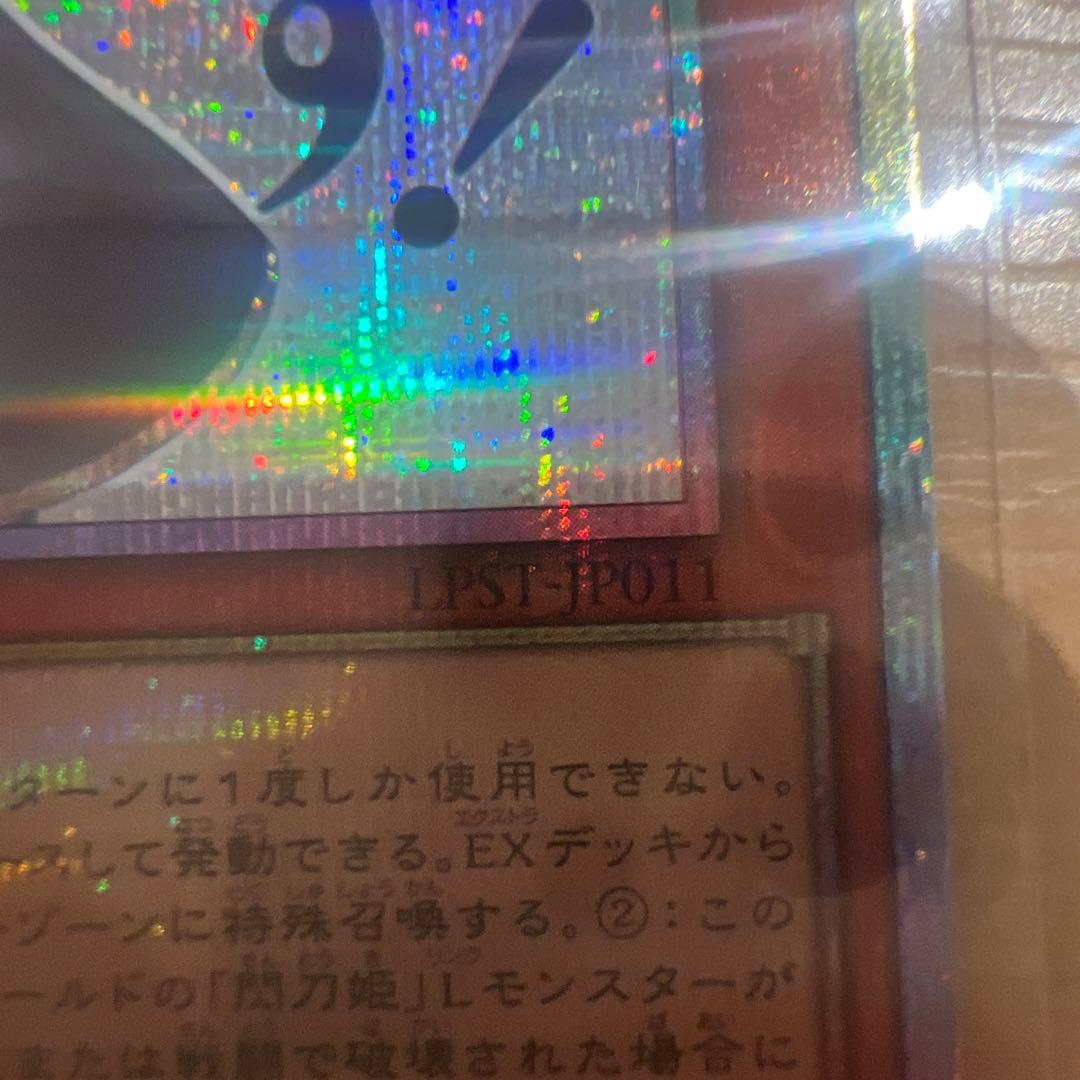 9!
LPST-JP011
ターンに1度しか使用できない。
ースして発動できる。EXデッキから
ゾーンに特殊召喚する。②:この
ールドの「閃刀姫」Lモンスターが
または戦闘で破壊された場合に